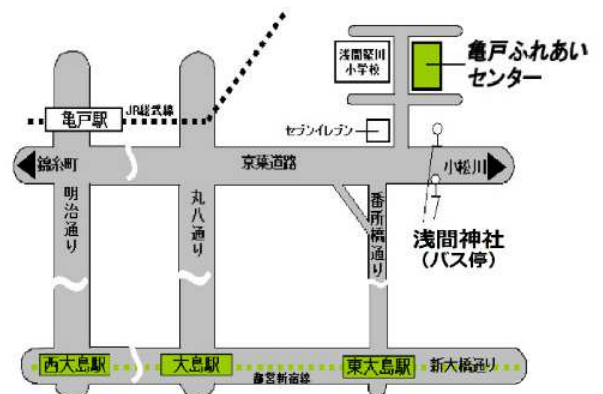 浅間竪川
小学校
亀戸ふれあい
センター
JR総武線
亀戸駅
セブンイレブン
錦糸町
京葉道路
小松川
明治通り
丸八通り
番所橋通り
浅間神社
(バス停)
西大島駅
大島駅
東大島駅
新大橋通り
都営新宿線